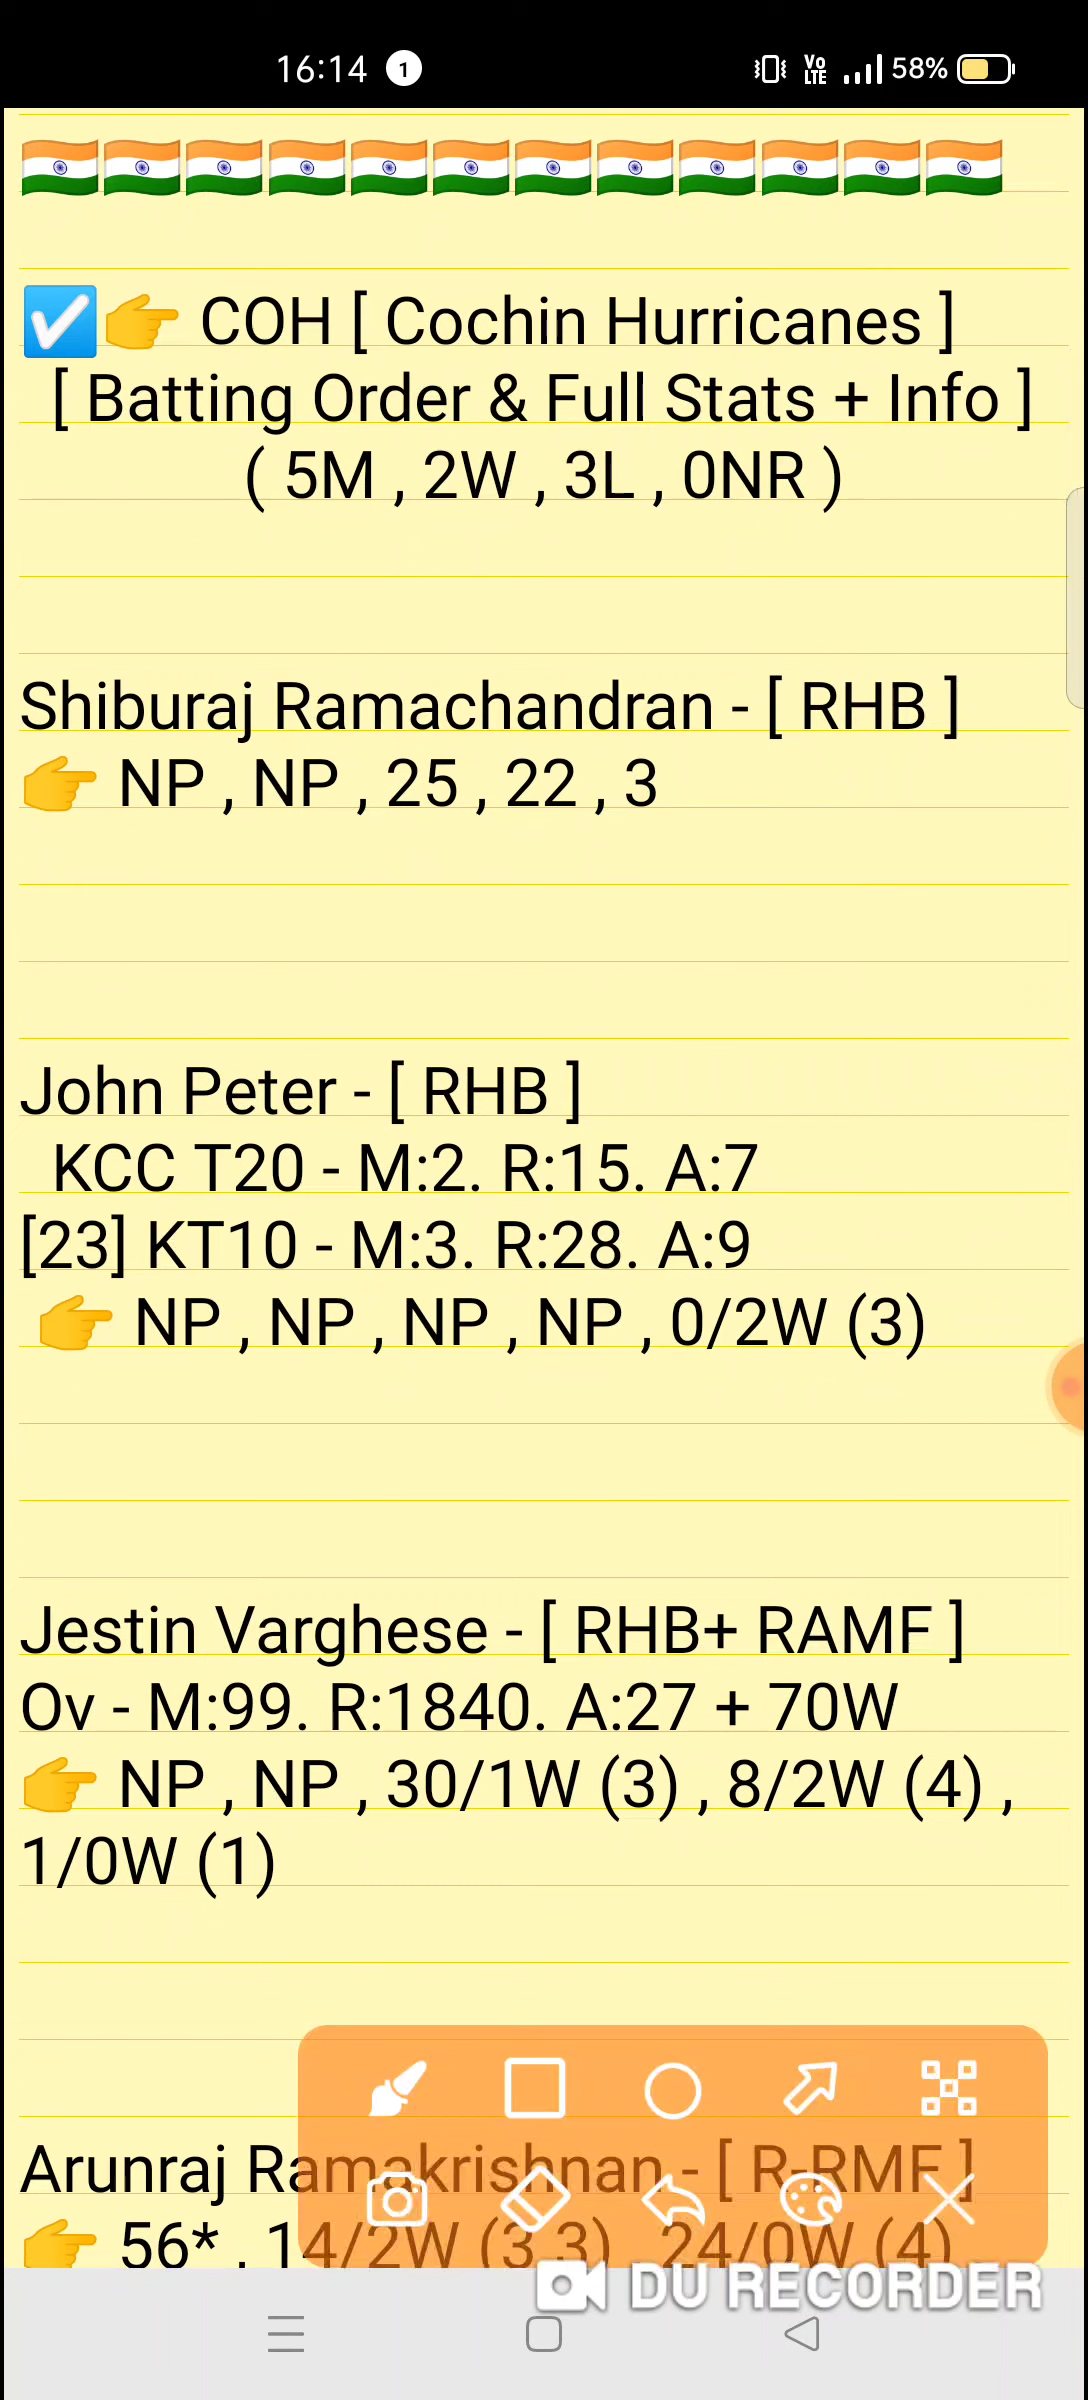 16:14 1 Vo LTE 58%
🇮🇳🇮🇳🇮🇳🇮🇳🇮🇳🇮🇳🇮🇳🇮🇳🇮🇳🇮🇳🇮🇳🇮🇳
☑️👉 COH [ Cochin Hurricanes ]
[ Batting Order & Full Stats + Info ]
( 5M , 2W , 3L , 0NR )
Shiburaj Ramachandran - [ RHB ]
👉 NP , NP , 25 , 22 , 3
John Peter - [ RHB ]
KCC T20 - M:2. R:15. A:7
[23] KT10 - M:3. R:28. A:9
👉 NP , NP , NP , NP , 0/2W (3)
Jestin Varghese - [ RHB+ RAMF ]
Ov - M:99. R:1840. A:27 + 70W
👉 NP , NP , 30/1W (3) , 8/2W (4) ,
1/0W (1)
Arunraj Ramakrishnan - [ R-RMF ]
👉 56* , 14/2W (3.3) , 24/0W (4)
DU RECORDER